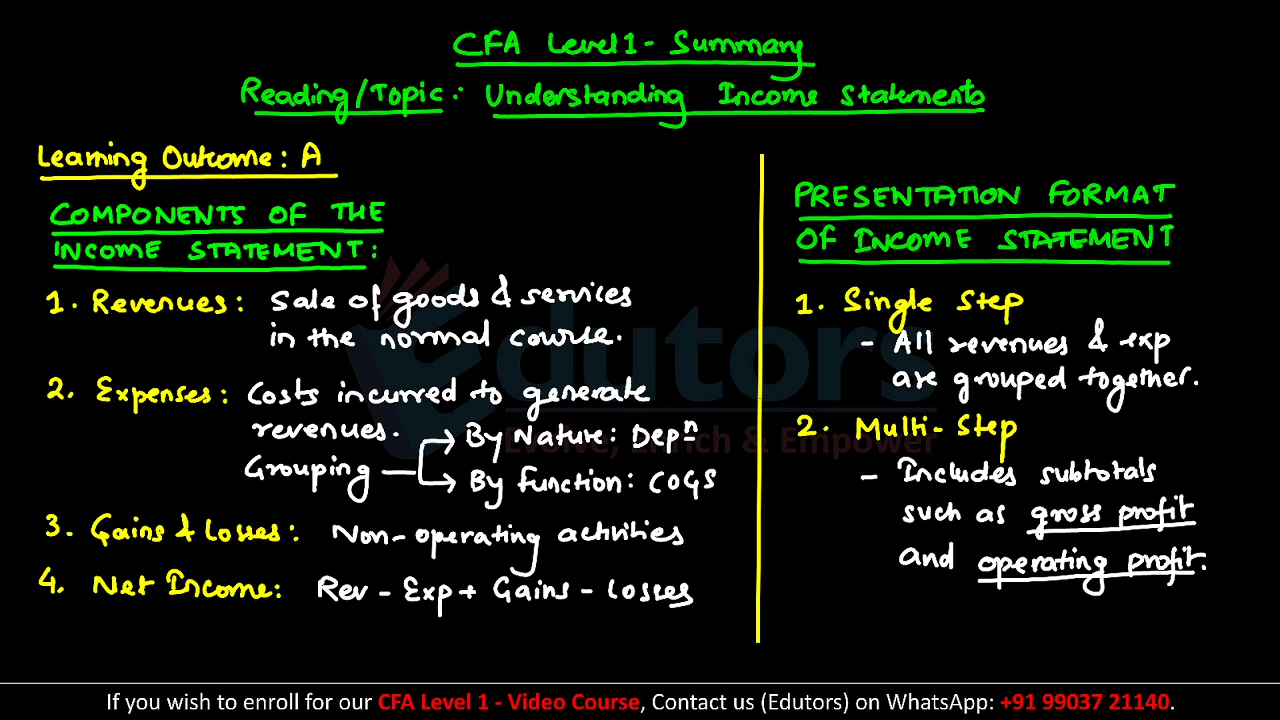 CFA Level 1 - Summary
Reading/Topic: Understanding Income Statements
Learning Outcome: A
COMPONENTS OF THE
INCOME STATEMENT:
1. Revenues: Sale of goods & services
in the normal course.
2. Expenses: Costs incurred to generate
revenues.
Grouping
By Nature: Depn
By Function: COGS
3. Gains & Losses: Non-operating activities
4. Net Income: Rev - Exp + Gains - Losses
PRESENTATION FORMAT
OF INCOME STATEMENT
1. Single Step
- All revenues & exp
are grouped together.
2. Multi-Step
- Includes subtotals
such as gross profit
and operating profit.
Edutors
Evolve, Enrich & Empower
If you wish to enroll for our CFA Level 1 - Video Course, Contact us (Edutors) on WhatsApp: +91 99037 21140.